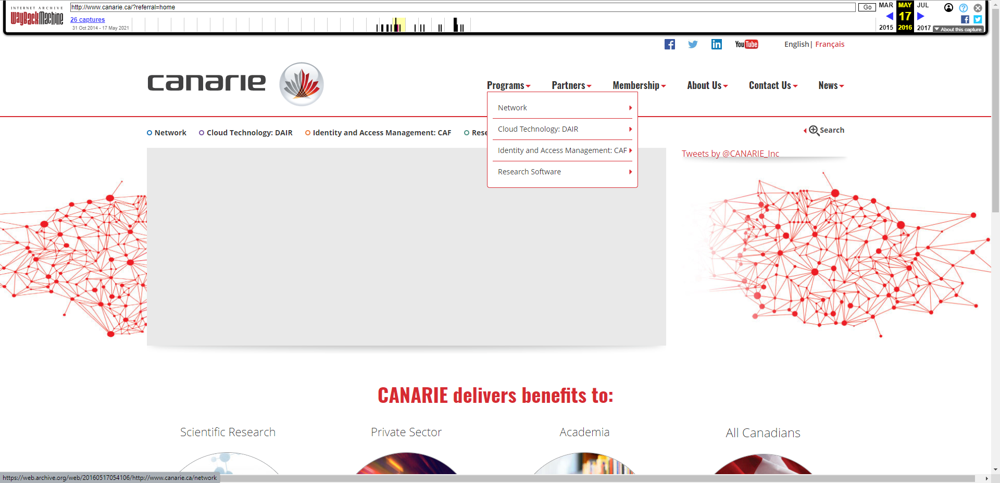 INTERNET ARCHIVE
WayBackMachine
http://www.canarie.ca/?referral=home
Go
MAR MAY JUL
26 captures
17
31 Oct 2014 - 17 May 2021
2015 2016 2017
About this capture
YouTube
English| Français
canarie
Programs Partners Membership About Us Contact Us News
Network
Cloud Technology: DAIR
Identity and Access Management: CAF
Research Software
Network Cloud Technology: DAIR Identity and Access Management: CAF Rese
Search
Tweets by @CANARIE_Inc
CANARIE delivers benefits to:
Scientific Research Private Sector Academia All Canadians
https://web.archive.org/web/20160517054106/http://www.canarie.ca/network